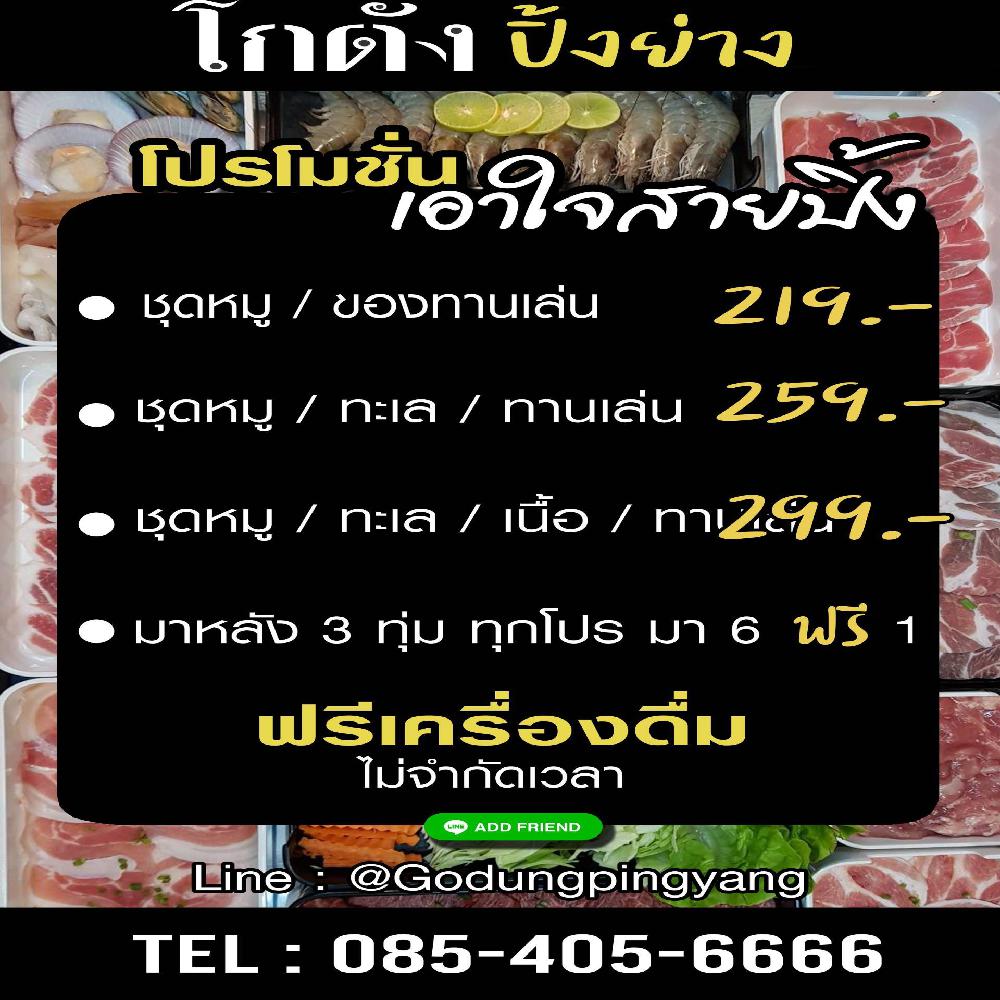 โกดัง ปิ้งย่าง
โปรโมชั่น
เอาใจสายปิ้ง
● ชุดหมู / ของทานเล่น 219.-
● ชุดหมู / ทะเล / ทานเล่น 259.-
● ชุดหมู / ทะเล / เนื้อ / ทานเล่น 299.-
● มาหลัง 3 ทุ่ม ทุกโปร มา 6 ฟรี 1
ฟรีเครื่องดื่ม
ไม่จำกัดเวลา
LINE ADD FRIEND
Line : @Godungpingyang
TEL : 085-405-6666